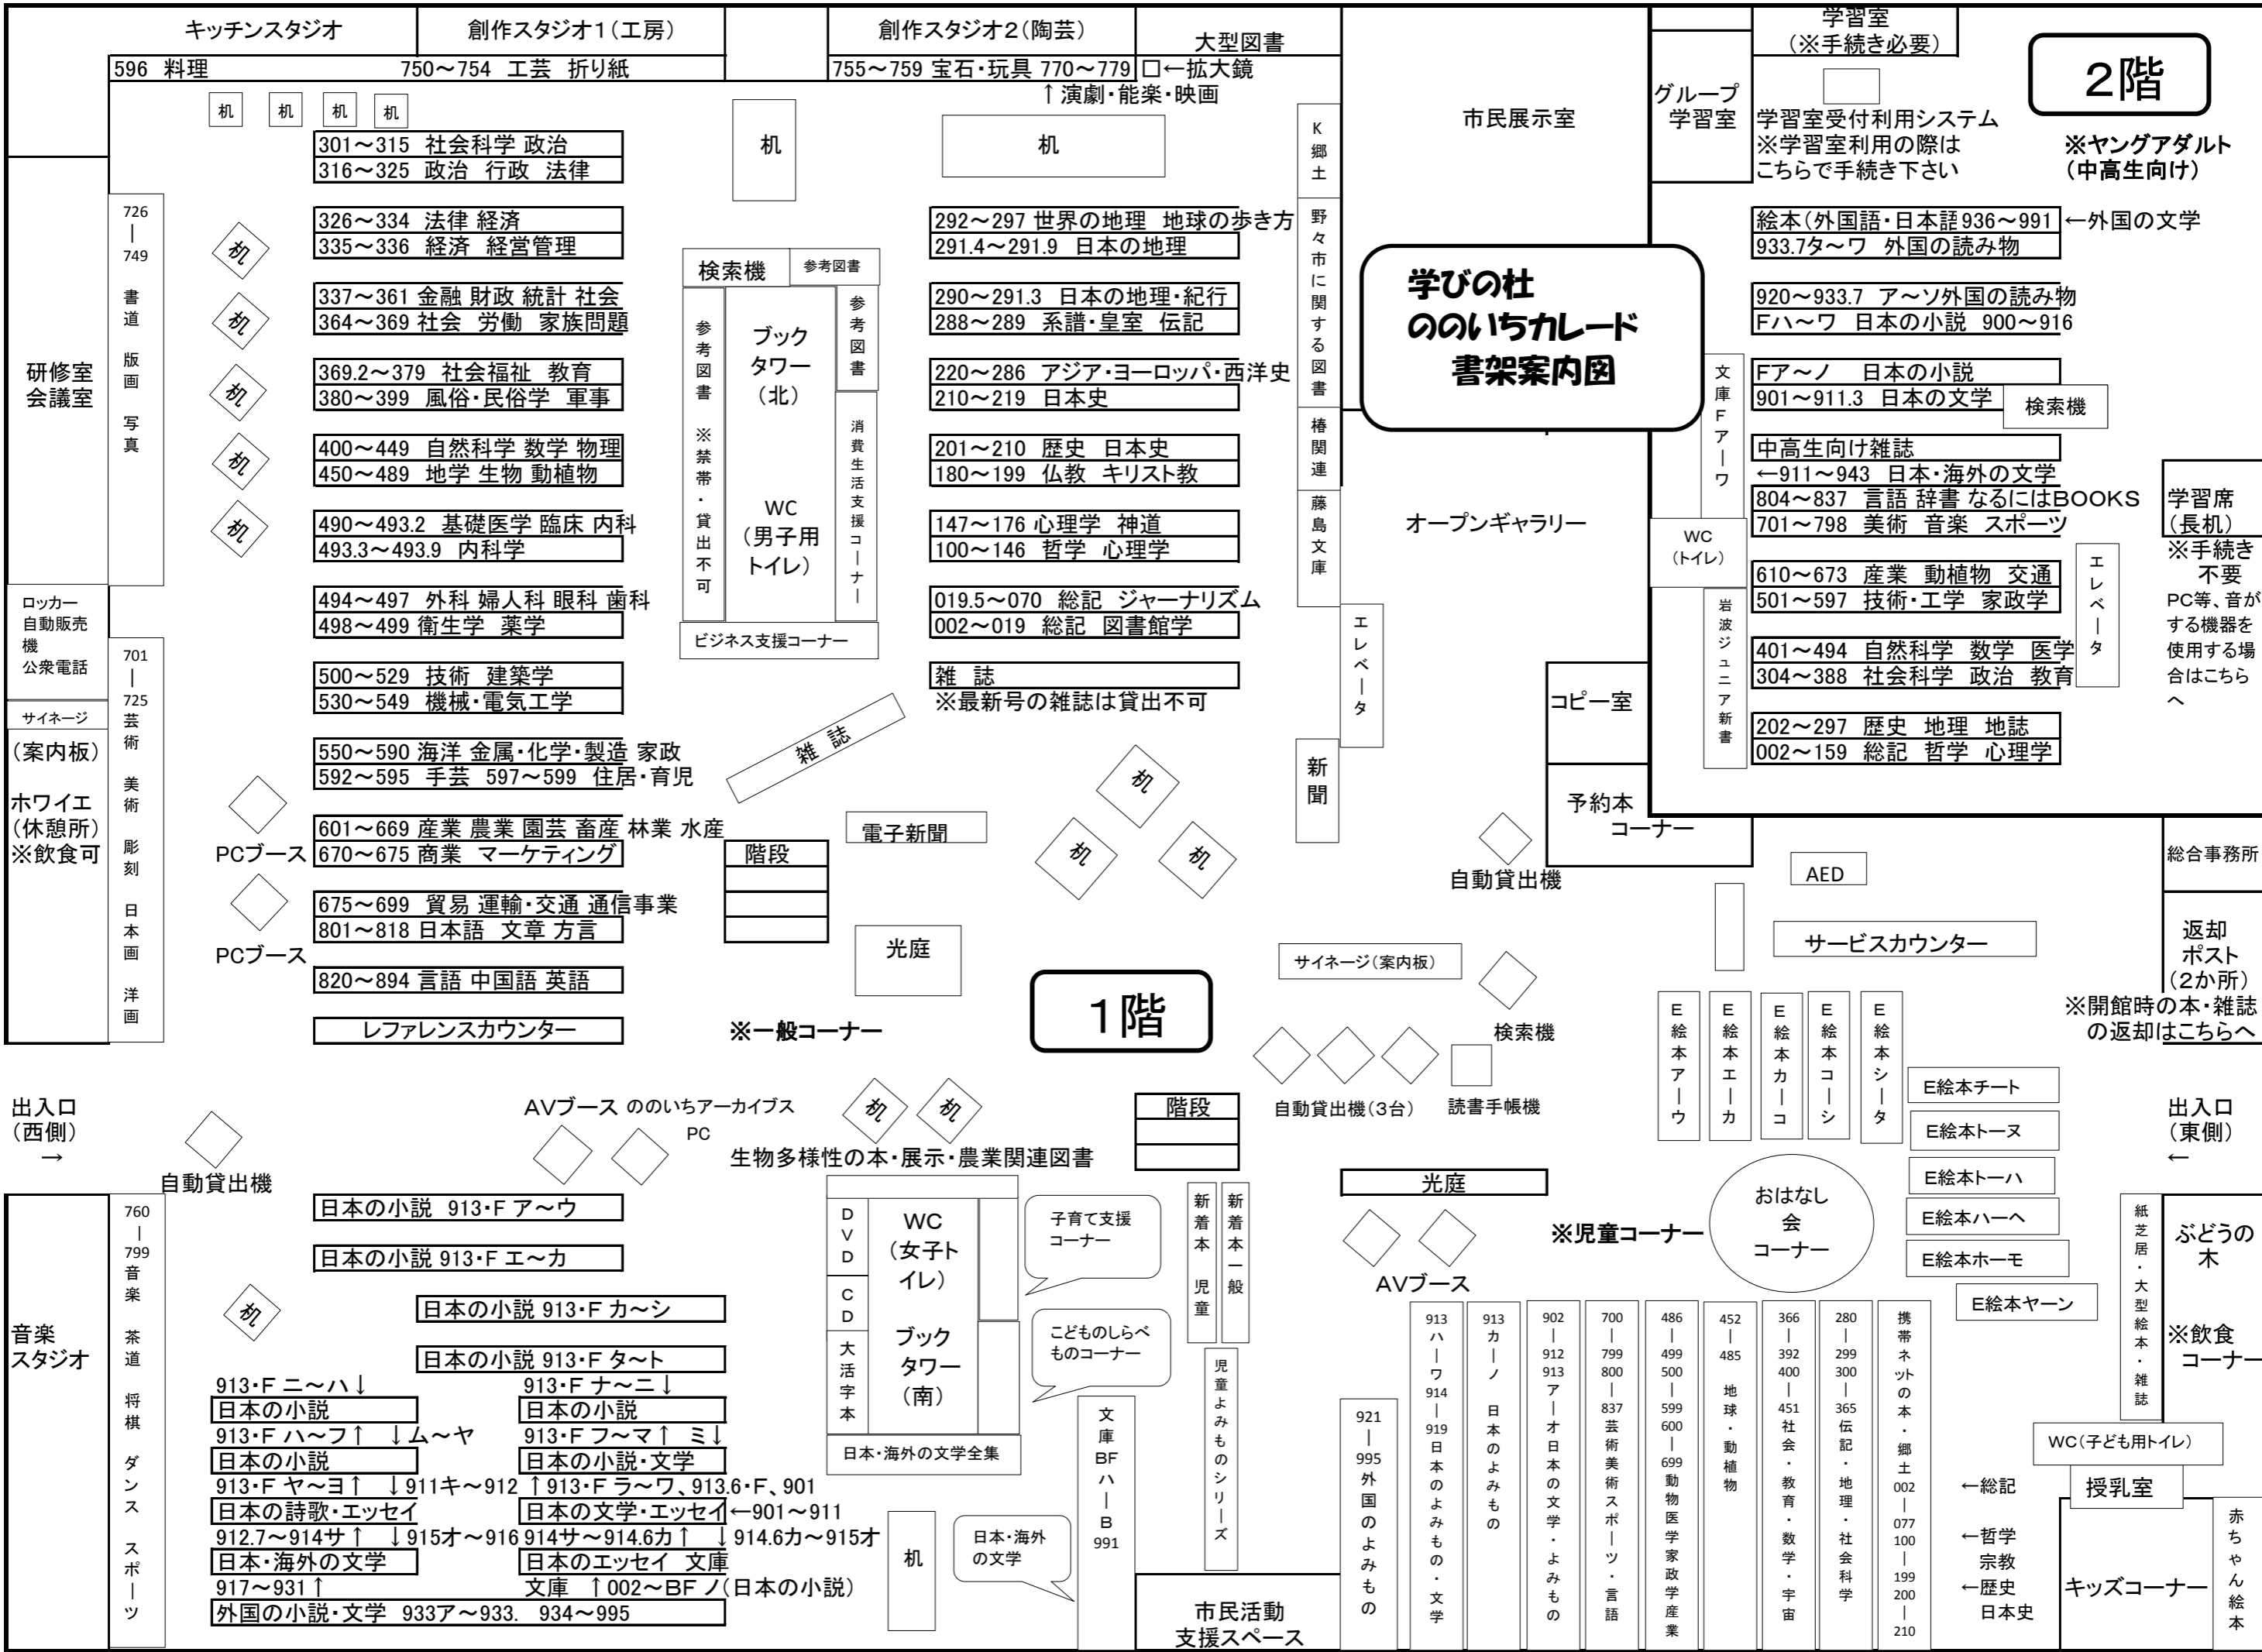 キッチンスタジオ
創作スタジオ１（工房）
創作スタジオ２（陶芸）
大型図書
596 料理
750～754 工芸 折り紙
755～759 宝石・玩具 770～779
□←拡大鏡
↑演劇・能楽・映画
机
机
机
机
机
机
301～315 社会科学 政治
316～325 政治 行政 法律
326～334 法律 経済
335～336 経済 経営管理
337～361 金融 財政 統計 社会
364～369 社会 労働 家族問題
369.2～379 社会福祉 教育
380～399 風俗・民俗学 軍事
400～449 自然科学 数学 物理
450～489 地学 生物 動植物
490～493.2 基礎医学 臨床 内科
493.3～493.9 内科学
494～497 外科 婦人科 眼科 歯科
498～499 衛生学 薬学
500～529 技術 建築学
530～549 機械・電気工学
550～590 海洋 金属・化学・製造 家政
592～595 手芸 597～599 住居・育児
601～669 産業 農業 園芸 畜産 林業 水産
670～675 商業 マーケティング
675～699 貿易 運輸・交通 通信事業
801～818 日本語 文章 方言
820～894 言語 中国語 英語
レファレンスカウンター
研修室
会議室
ロッカー
自動販売
機
公衆電話
サイネージ
（案内板）
ホワイエ
（休憩所）
※飲食可
726｜749 書道 版画 写真
701｜725 芸術 美術 彫刻 日本画 洋画
机
机
机
机
机
PCブース
PCブース
検索機
参考図書
参考図書 ※禁帯・貸出不可
ブック
タワー
（北）
WC
（男子用
トイレ）
参考図書
消費生活支援コーナー
ビジネス支援コーナー
292～297 世界の地理 地球の歩き方
291.4～291.9 日本の地理
290～291.3 日本の地理・紀行
288～289 系譜・皇室 伝記
220～286 アジア・ヨーロッパ・西洋史
210～219 日本史
201～210 歴史 日本史
180～199 仏教 キリスト教
147～176 心理学 神道
100～146 哲学 心理学
019.5～070 総記 ジャーナリズム
002～019 総記 図書館学
雑 誌
※最新号の雑誌は貸出不可
雑 誌
電子新聞
階段
光庭
机
机
机
K郷土
野々市に関する図書
椿関連
藤島文庫
エレベータ
新聞
市民展示室
学びの杜
ののいちカレード
書架案内図
オープンギャラリー
コピー室
予約本
コーナー
自動貸出機
学習室
（※手続き必要）
グループ
学習室
学習室受付利用システム
※学習室利用の際は
こちらで手続き下さい
２階
※ヤングアダルト
（中高生向け）
絵本（外国語・日本語 936～991
←外国の文学
933.7タ～ワ 外国の読み物
920～933.7 ア～ソ外国の読み物
Fハ～ワ 日本の小説 900～916
Fア～ノ 日本の小説
901～911.3 日本の文学
検索機
中高生向け雑誌
←911～943 日本・海外の文学
804～837 言語 辞書 なるにはBOOKS
701～798 美術 音楽 スポーツ
610～673 産業 動植物 交通
501～597 技術・工学 家政学
401～494 自然科学 数学 医学
304～388 社会科学 政治 教育
202～297 歴史 地理 地誌
002～159 総記 哲学 心理学
文庫Fア｜ワ
WC
（トイレ）
岩波ジュニア新書
エレベータ
学習席
（長机）
※手続き
不要
PC等、音が
する機器を
使用する場
合はこちら
へ
総合事務所
AED
サービスカウンター
返却
ポスト
（2か所）
※開館時の本・雑誌
の返却はこちらへ
サイネージ（案内板）
検索機
１階
※一般コーナー
自動貸出機（3台）
読書手帳機
E絵本ア｜ウ
E絵本エ｜カ
E絵本カ｜コ
E絵本コ｜シ
E絵本シ｜タ
E絵本チート
E絵本トーヌ
E絵本トーハ
E絵本ハーヘ
E絵本ホーモ
E絵本ヤーン
出入口
（西側）
→
自動貸出機
AVブース
ののいちアーカイブス
PC
机
机
生物多様性の本・展示・農業関連図書
階段
光庭
※児童コーナー
おはなし
会
コーナー
出入口
（東側）
←
音楽
スタジオ
760｜799 音楽 茶道 将棋 ダンス スポーツ
日本の小説 913・F ア～ウ
日本の小説 913・F エ～カ
机
日本の小説 913・F カ～シ
日本の小説 913・F タ～ト
913・F ニ～ハ↓
913・F ナ～ニ↓
日本の小説
日本の小説
913・F ハ～フ↑ ↓ム～ヤ
913・F フ～マ↑ ミ↓
日本の小説
日本の小説・文学
913・F ヤ～ヨ↑ ↓911キ～912
↑913・F ラ～ワ、913.6・F、901
日本の詩歌・エッセイ
日本の文学・エッセイ
←901～911
912.7～914サ↑ ↓915オ～916
914サ～914.6カ↑ ↓914.6カ～915オ
日本・海外の文学
日本のエッセイ 文庫
917～931↑
文庫 ↑002～BF ノ（日本の小説）
外国の小説・文学 933ア～933. 934～995
DVD
CD
大活字本
WC
（女子ト
イレ）
ブック
タワー
（南）
日本・海外の文学全集
子育て支援
コーナー
こどものしらべ
ものコーナー
日本・海外
の文学
机
文庫BFハ｜B991
新着本 児童
新着本 一般
児童よみものシリーズ
市民活動
支援スペース
AVブース
921｜995外国のよみもの
913ハ｜ワ914｜919日本のよみもの・文学
913カ｜ノ 日本のよみもの
902｜912 913ア｜オ日本の文学・よみもの
700｜799 800｜837芸術美術スポーツ・言語
486｜499 500｜599 600｜699動物医学家政学産業
452｜485 地球・動植物
366｜392 400｜451社会・教育・数学・宇宙
280｜299 300｜365伝記・地理・社会科学
携帯ネットの本・郷土002｜077 100｜199 200｜210
←総記
←哲学
宗教
←歴史
日本史
紙芝居・大型絵本・雑誌
ぶどうの
木
※飲食
コーナー
WC（子ども用トイレ）
授乳室
キッズコーナー
赤ちゃん絵本